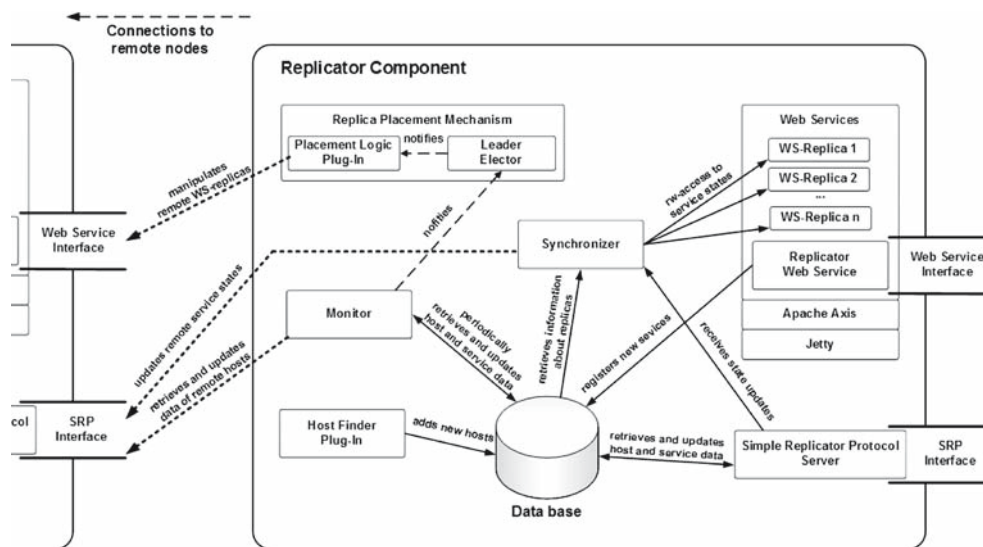 Connections to
remote nodes
Replicator Component
Replica Placement Mechanism
Placement Logic
Plug-In
notifies
Leader
Elector
Web Services
WS-Replica 1
WS-Replica 2
...
WS-Replica n
Replicator
Web Service
Apache Axis
Jetty
manipulates
remote WS-replicas
rw-access to
service states
Web Service
Interface
notifies
Synchronizer
Web Service
Interface
updates remote service states
Monitor
periodically
retrieves and updates
host and service data
retrieves information
about replicas
registers new sevices
receives state updates
retrieves and updates
data of remote hosts
col
SRP
Interface
Host Finder
Plug-In
adds new hosts
retrieves and updates
host and service data
Simple Replicator Protocol
Server
SRP
Interface
Data base